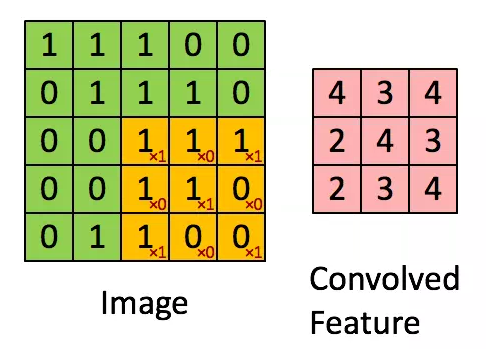 1 1 1 0 0
0 1 1 1 0
0 0 1×1 1×0 1×1
0 0 1×0 1×1 0×0
0 1 1×1 0×0 0×1
Image
4 3 4
2 4 3
2 3 4
Convolved
Feature